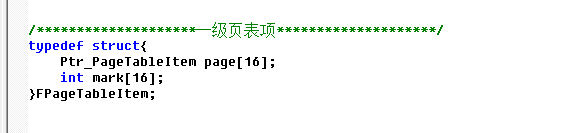 /********************一级页表项********************/
typedef struct{
    Ptr_PageTableItem page[16];
    int mark[16];
}FPageTableItem;